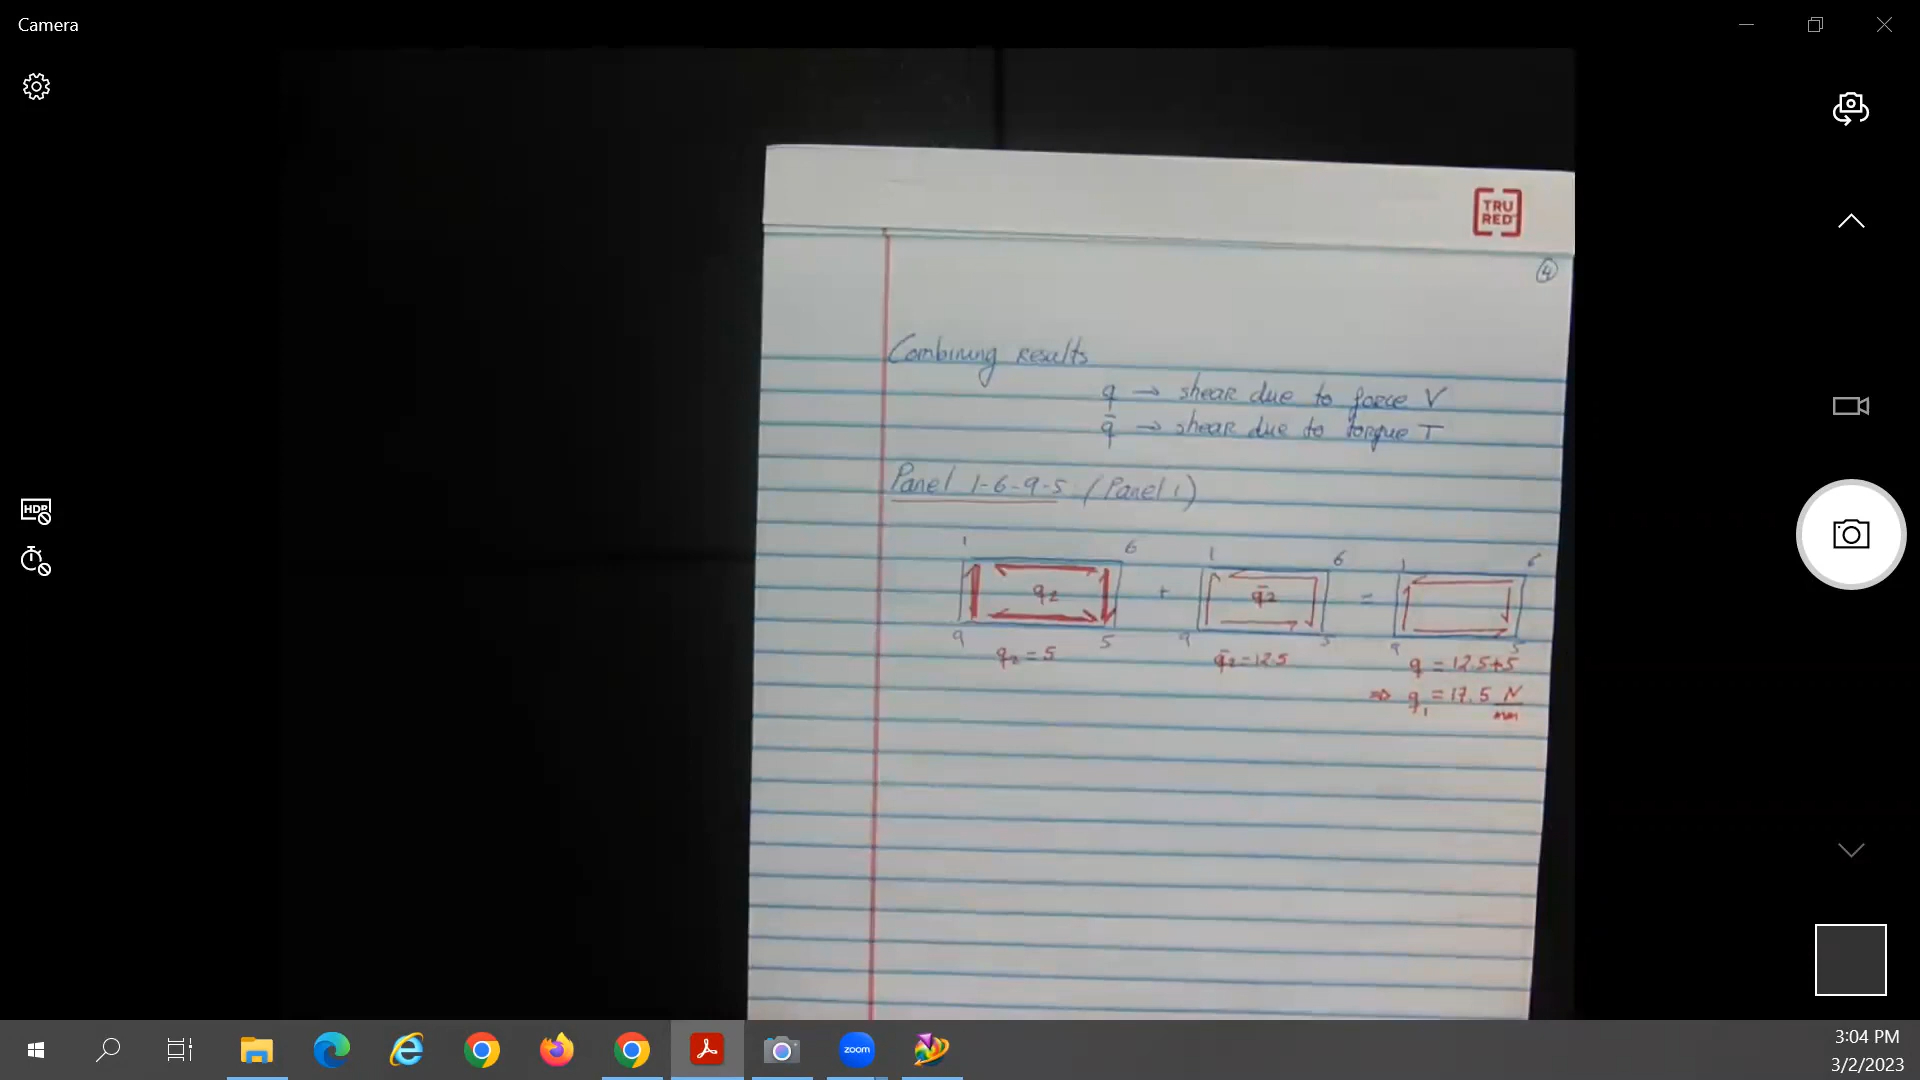 Camera
TRU
RED
4
Combining results
q → shear due to force V
q̄ → shear due to torque T
Panel 1-6-9-5 (Panel 1)
1 6 1 6 1 6
q₂ + q̄₂ =
9 5 9 5 9 5
q₂ = 5 q̄₂ = 12.5 q = 12.5+5
⇒ q₁ = 17.5 N/mm
HDR
zoom
3:04 PM
3/2/2023